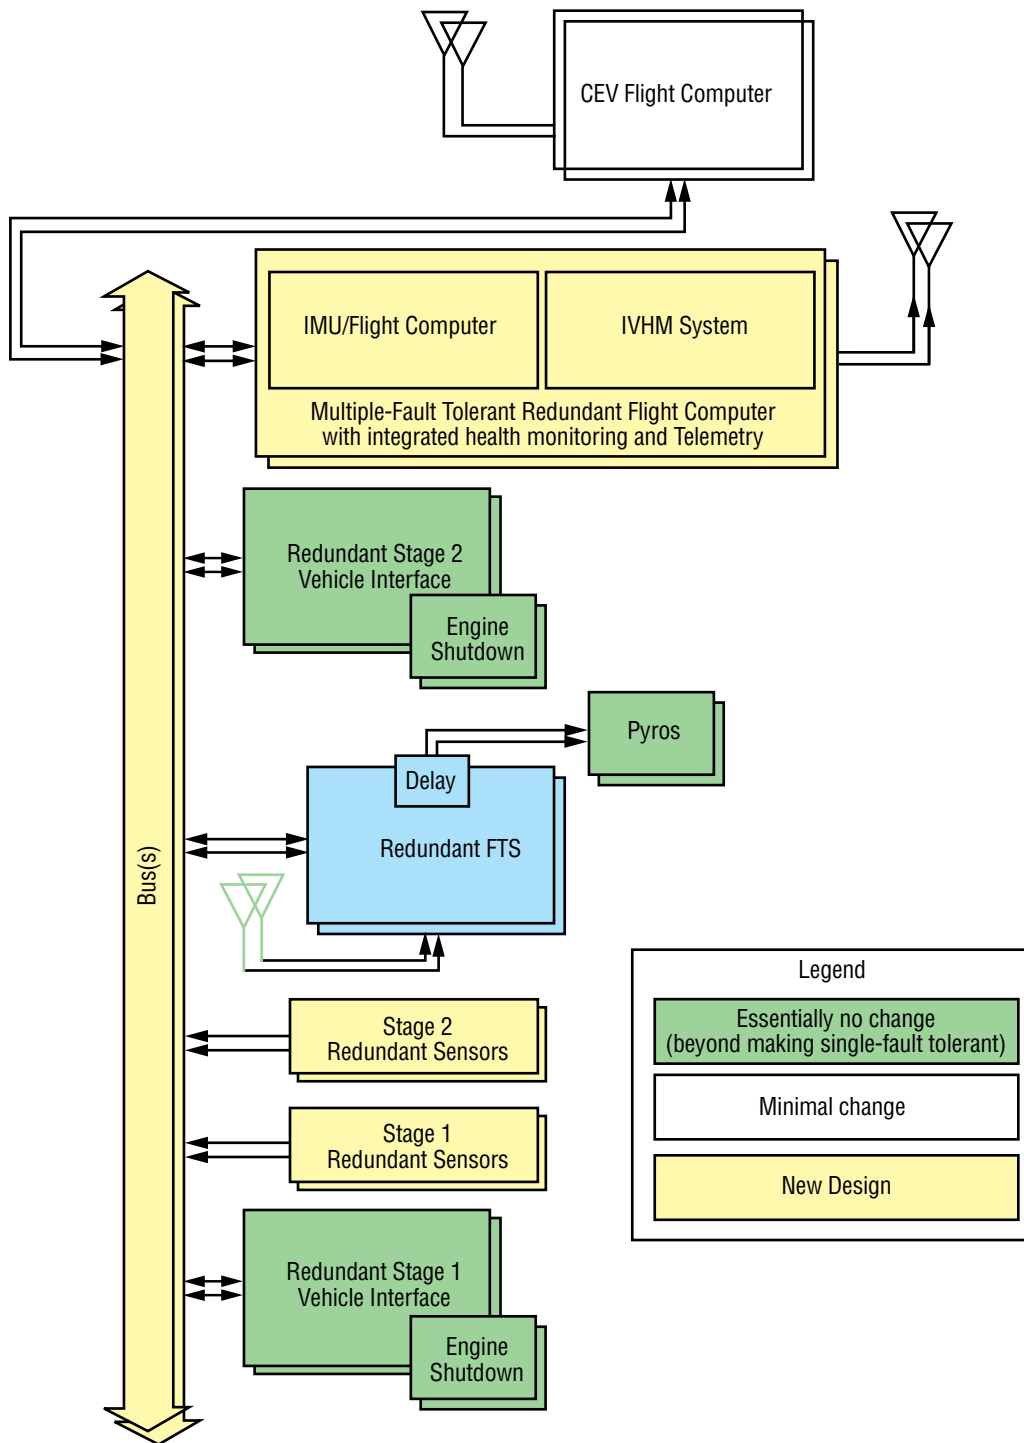 CEV Flight Computer
IMU/Flight Computer
IVHM System
Multiple-Fault Tolerant Redundant Flight Computer
with integrated health monitoring and Telemetry
Redundant Stage 2
Vehicle Interface
Engine
Shutdown
Pyros
Delay
Redundant FTS
Bus(s)
Stage 2
Redundant Sensors
Stage 1
Redundant Sensors
Redundant Stage 1
Vehicle Interface
Engine
Shutdown
Legend
Essentially no change
(beyond making single-fault tolerant)
Minimal change
New Design